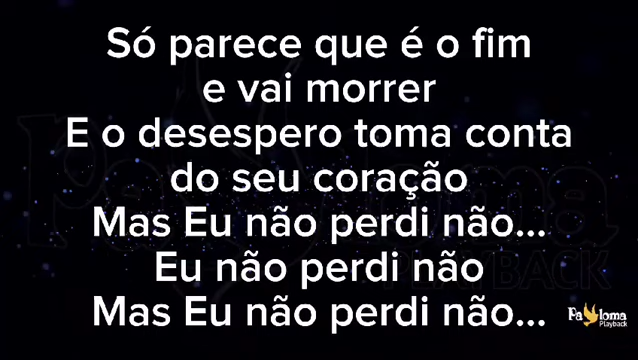 Só parece que é o fim
e vai morrer
E o desespero toma conta
do seu coração
Mas Eu não perdi não...
Eu não perdi não
Mas Eu não perdi não...
Paloma
Playback